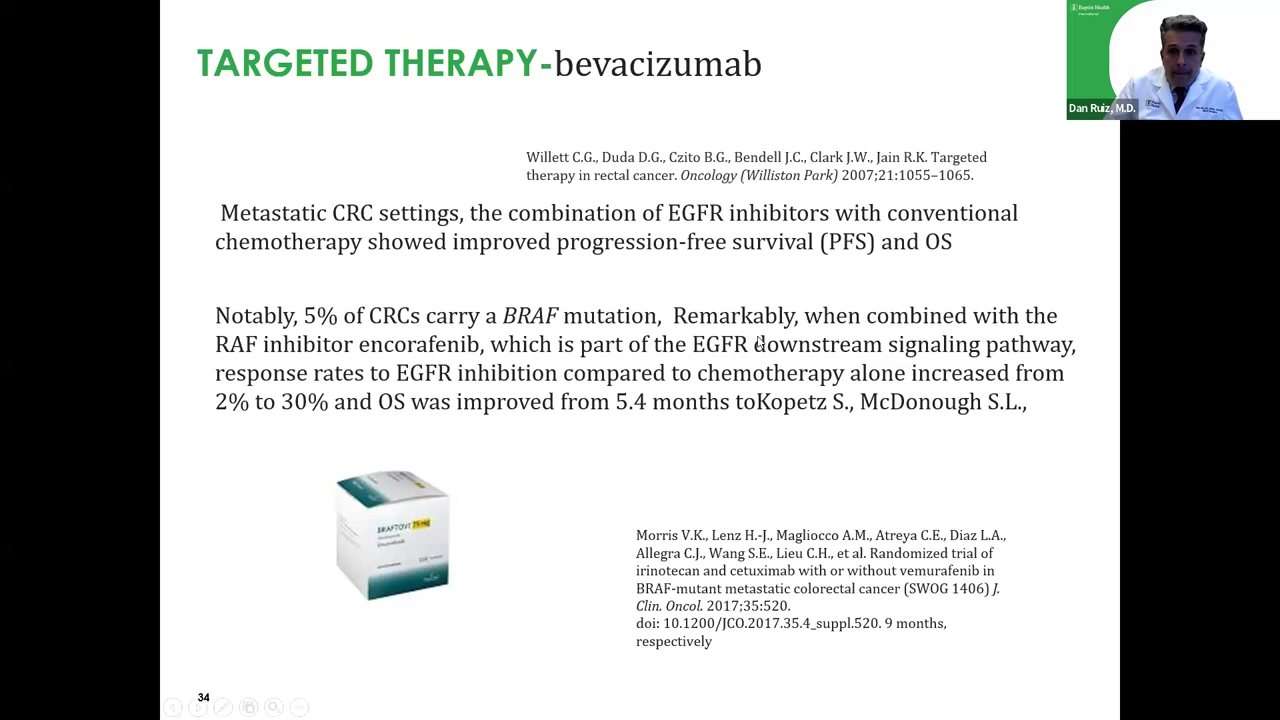 TARGETED THERAPY-bevacizumab
Baptist Health
International
Dan Ruiz, M.D.
Willett C.G., Duda D.G., Czito B.G., Bendell J.C., Clark J.W., Jain R.K. Targeted
therapy in rectal cancer. Oncology (Williston Park) 2007;21:1055–1065.
Metastatic CRC settings, the combination of EGFR inhibitors with conventional
chemotherapy showed improved progression-free survival (PFS) and OS
Notably, 5% of CRCs carry a BRAF mutation, Remarkably, when combined with the
RAF inhibitor encorafenib, which is part of the EGFR downstream signaling pathway,
response rates to EGFR inhibition compared to chemotherapy alone increased from
2% to 30% and OS was improved from 5.4 months toKopetz S., McDonough S.L.,
BRAFTOVI 75 mg
Morris V.K., Lenz H.-J., Magliocco A.M., Atreya C.E., Diaz L.A.,
Allegra C.J., Wang S.E., Lieu C.H., et al. Randomized trial of
irinotecan and cetuximab with or without vemurafenib in
BRAF-mutant metastatic colorectal cancer (SWOG 1406) J.
Clin. Oncol. 2017;35:520.
doi: 10.1200/JCO.2017.35.4_suppl.520. 9 months,
respectively
34